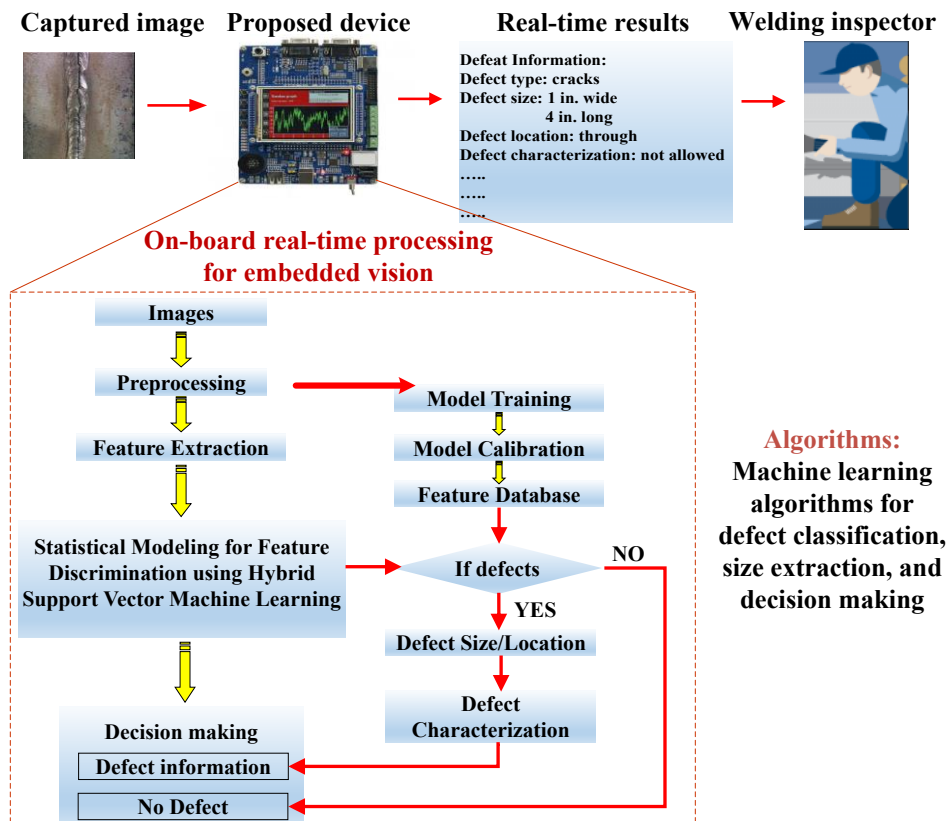 Captured image
Proposed device
Real-time results
Welding inspector
Defeat Information:
Defect type: cracks
Defect size: 1 in. wide
4 in. long
Defect location: through
Defect characterization: not allowed
…..
…..
…..
On-board real-time processing
for embedded vision
Images
Preprocessing
Feature Extraction
Statistical Modeling for Feature
Discrimination using Hybrid
Support Vector Machine Learning
Model Training
Model Calibration
Feature Database
If defects
NO
YES
Defect Size/Location
Defect
Characterization
Decision making
Defect information
No Defect
Algorithms:
Machine learning
algorithms for
defect classification,
size extraction, and
decision making